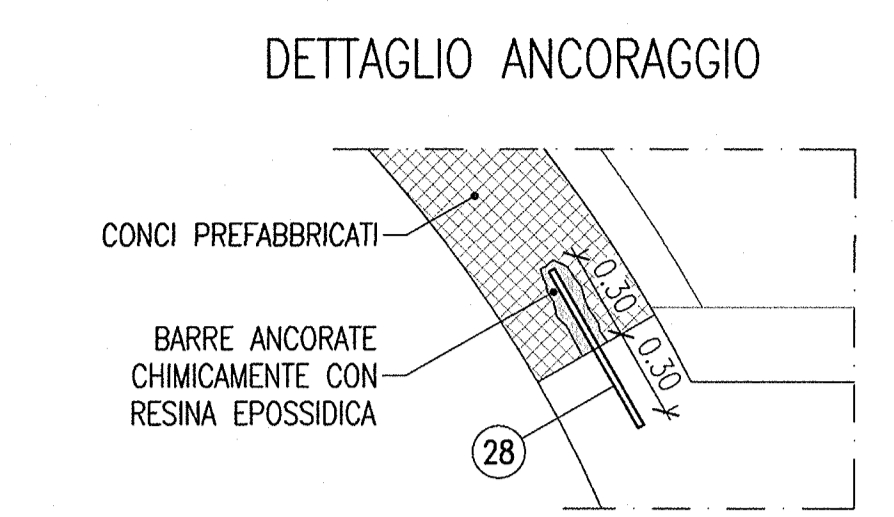 DETTAGLIO ANCORAGGIO
CONCI PREFABBRICATI
0.30
BARRE ANCORATE
CHIMICAMENTE CON
RESINA EPOSSIDICA
0.30
28